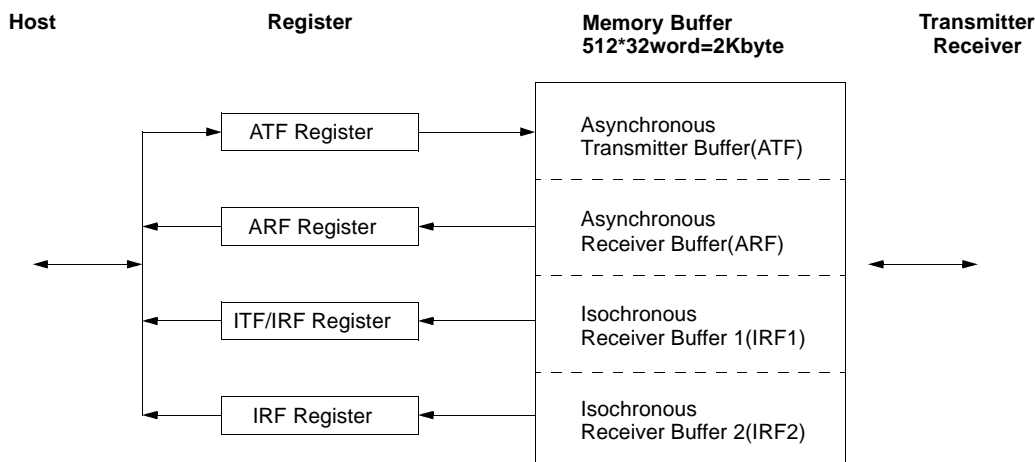 Host
Register
Memory Buffer
512*32word=2Kbyte
Transmitter
Receiver
ATF Register
Asynchronous
Transmitter Buffer(ATF)
ARF Register
Asynchronous
Receiver Buffer(ARF)
ITF/IRF Register
Isochronous
Receiver Buffer 1(IRF1)
IRF Register
Isochronous
Receiver Buffer 2(IRF2)